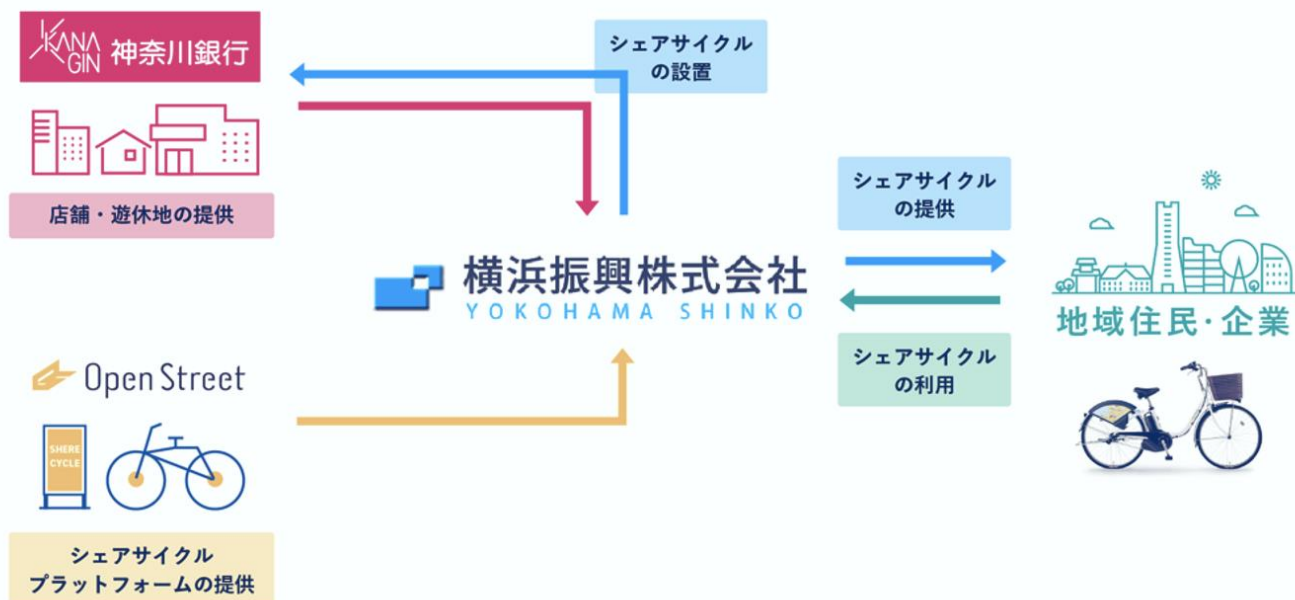 KANA
GIN
神奈川銀行
店舗・遊休地の提供
シェアサイクル
の設置
シェアサイクル
の提供
横浜振興株式会社
YOKOHAMA SHINKO
シェアサイクル
の利用
地域住民・企業
Open Street
SHERE
CYCLE
シェアサイクル
プラットフォームの提供